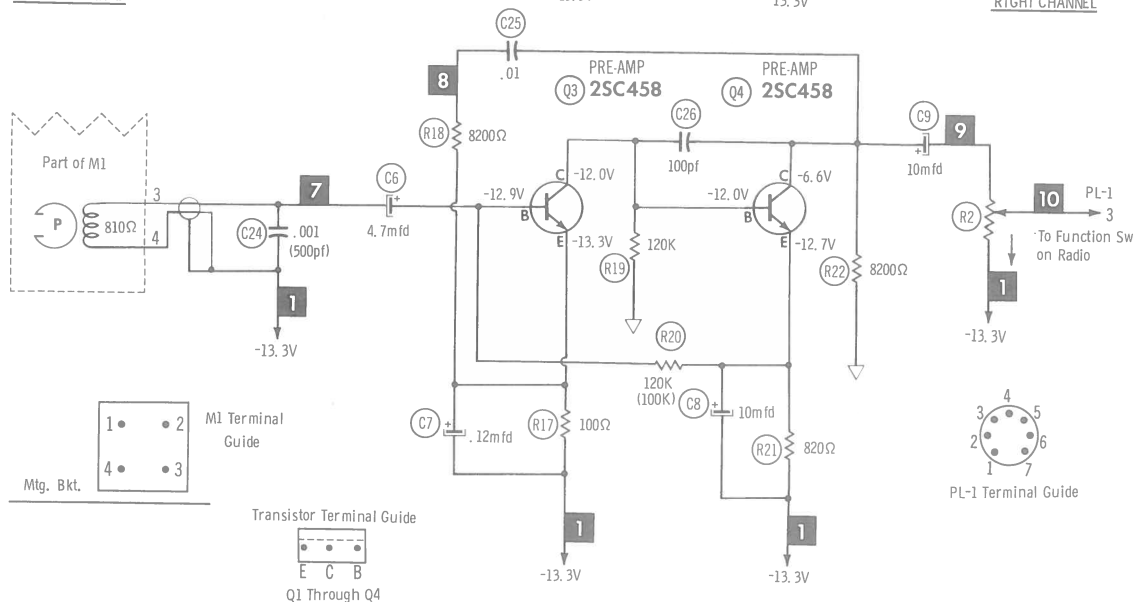 13.3V
RIGHT CHANNEL
C25
.01
8
PRE-AMP
Q3 2SC458
PRE-AMP
Q4 2SC458
R18
8200Ω
C26
100pf
C9
10mfd
9
Part of M1
P
810Ω
3
4
7
C24
.001
(500pf)
1
-13.3V
C6
4.7mfd
-12.9V
B
C
-12.0V
E
-13.3V
120K
R19
-12.0V
B
C
-6.6V
E
-12.7V
R22
8200Ω
R2
10
PL-1
3
To Function Sw
on Radio
1
-13.3V
R20
120K
(100K)
C7
.12mfd
R17
100Ω
C8
10mfd
R21
820Ω
1
-13.3V
1
-13.3V
1 2
4 3
M1 Terminal
Guide
Mtg. Bkt.
Transistor Terminal Guide
E C B
Q1 Through Q4
4
3 5
2 6
1 7
PL-1 Terminal Guide